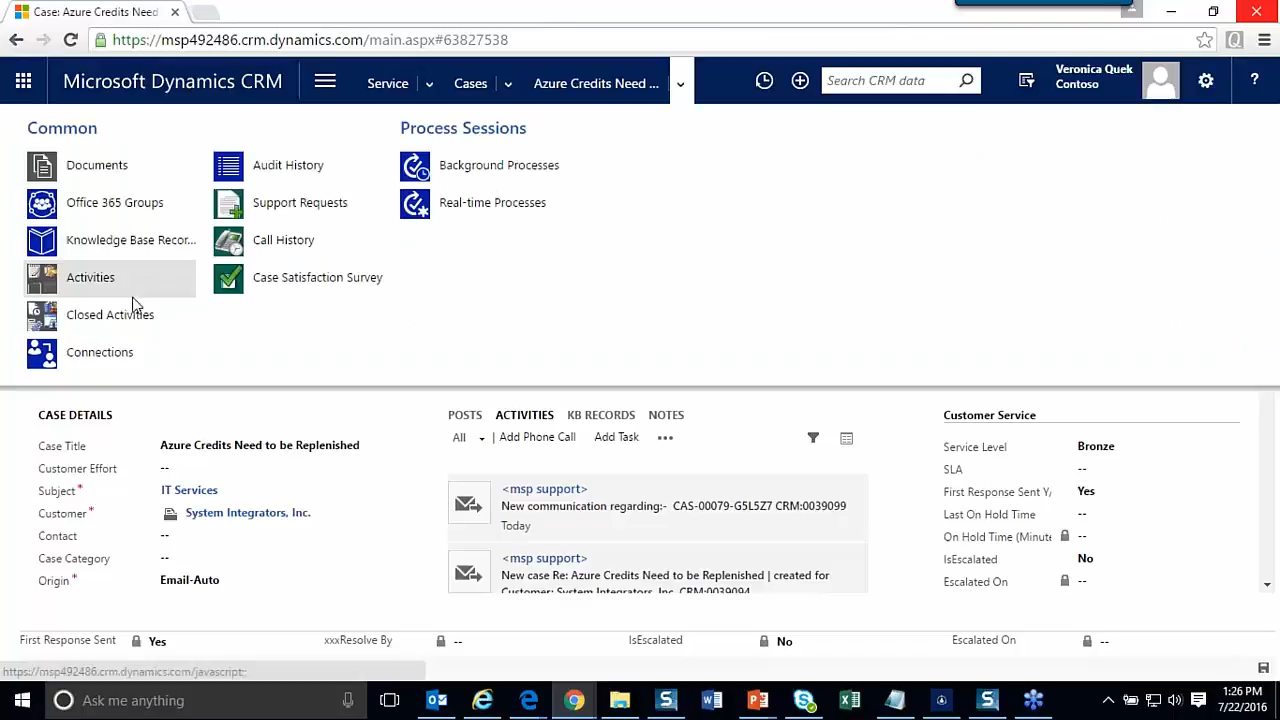 Case: Azure Credits Need
https://msp492486.crm.dynamics.com/main.aspx#63827538
Microsoft Dynamics CRM
Service
Cases
Azure Credits Need ...
Search CRM data
Veronica Quek
Contoso
?
Common
Process Sessions
Documents
Audit History
Background Processes
Office 365 Groups
Support Requests
Real-time Processes
Knowledge Base Recor...
Call History
Activities
Case Satisfaction Survey
Closed Activities
Connections
CASE DETAILS
Case Title Azure Credits Need to be Replenished
Customer Effort --
Subject* IT Services
Customer* System Integrators, Inc.
Contact --
Case Category --
Origin* Email-Auto
POSTS ACTIVITIES KB RECORDS NOTES
All | Add Phone Call Add Task •••
<msp support>
New communication regarding:- CAS-00079-G5L5Z7 CRM:0039099
Today
<msp support>
New case Re: Azure Credits Need to be Replenished | created for
Customer: System Integrators, Inc. CRM:0039094
Customer Service
Service Level Bronze
SLA --
First Response Sent Y/ Yes
Last On Hold Time --
On Hold Time (Minute --
IsEscalated No
Escalated On --
First Response Sent Yes
xxxResolve By --
IsEscalated No
Escalated On --
https://msp492486.crm.dynamics.com/javascript:
Ask me anything
1:26 PM
7/22/2016